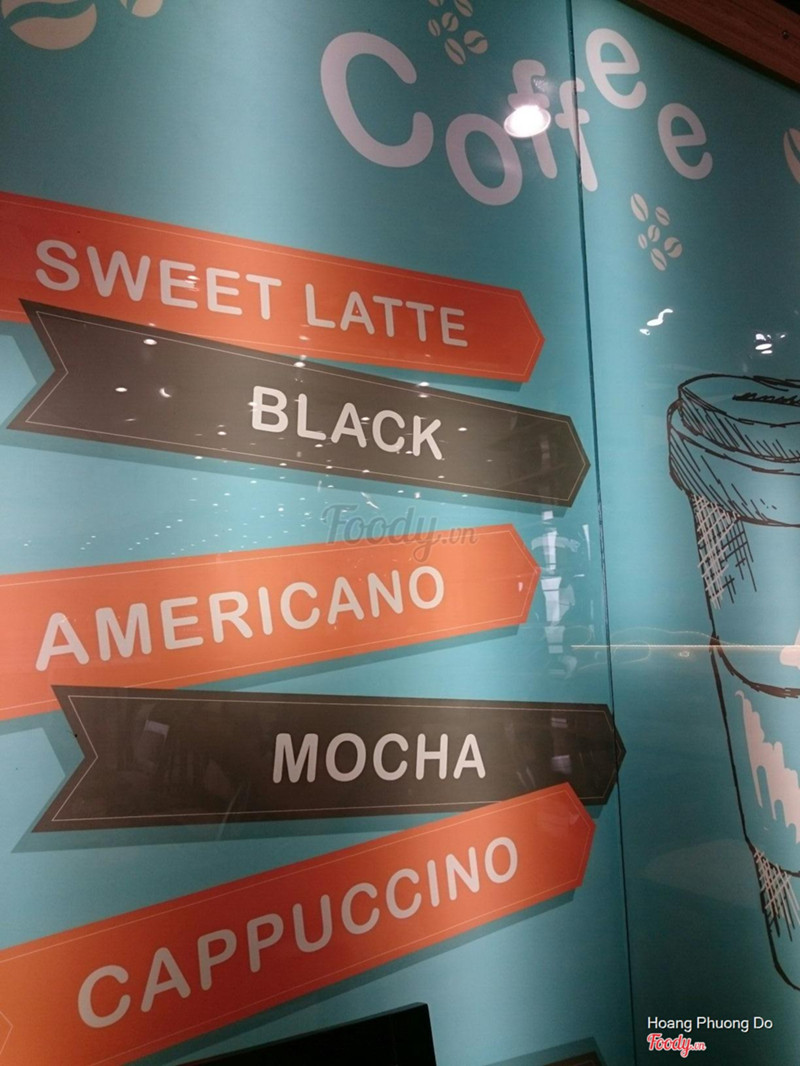 Coffee
SWEET LATTE
BLACK
Foody.vn
AMERICANO
MOCHA
CAPPUCCINO
Hoang Phuong Do
Foody.vn